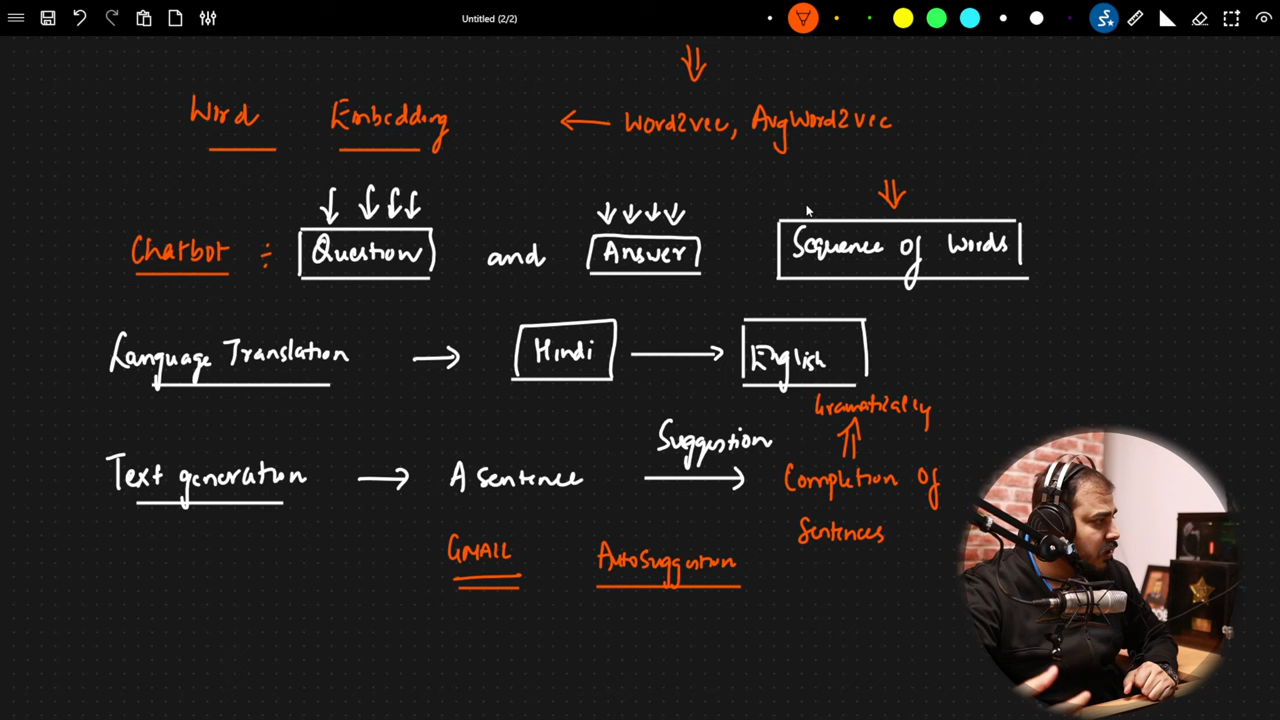 Untitled (2/2)
Word Embedding ← Word2vec, AvgWord2vec
Chatbot ÷ Question and Answer Sequence of Words
Language Translation → Hindi → English
Gramatically
Suggestion
Text generation → A sentence → Completion Of
Sentences
GMAIL AutoSuggestion